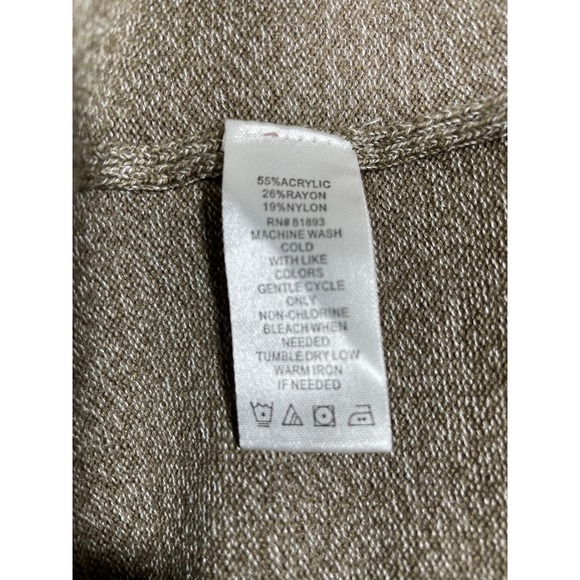 55%ACRYLIC
26%RAYON
19%NYLON
RN# 81893
MACHINE WASH
COLD
WITH LIKE
COLORS
GENTLE CYCLE
ONLY
NON-CHLORINE
BLEACH WHEN
NEEDED
TUMBLE DRY LOW
WARM IRON
IF NEEDED